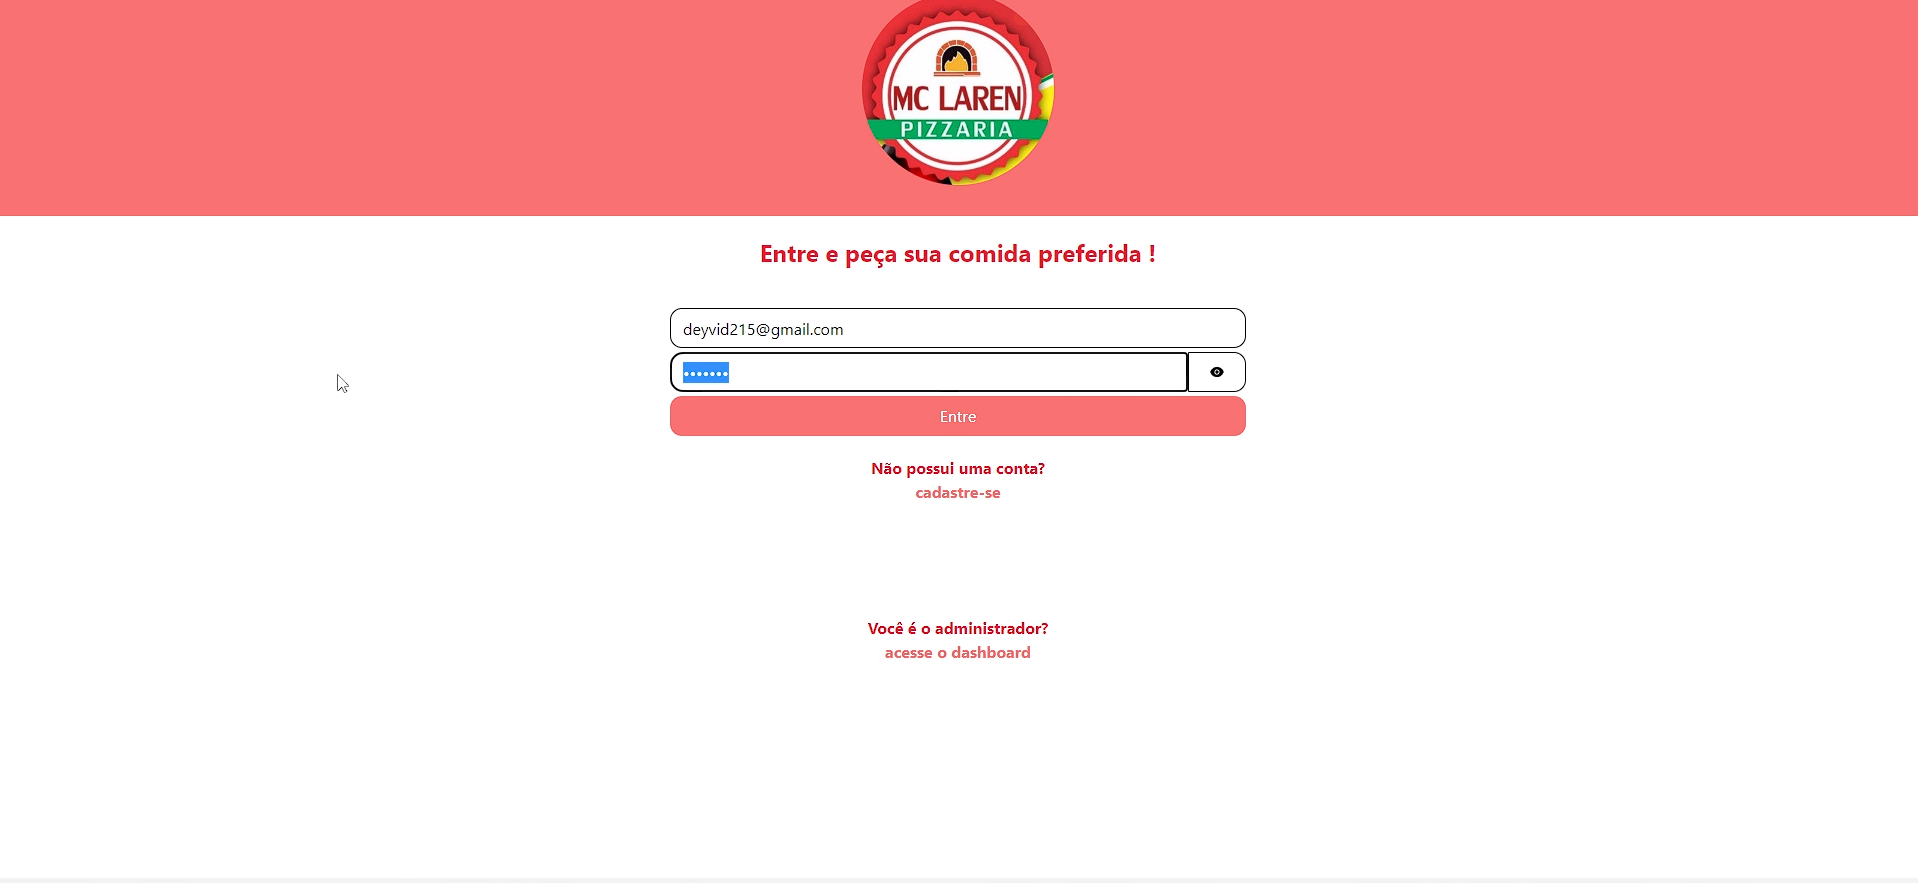 MC LAREN
PIZZARIA
Entre e peça sua comida preferida !
deyvid215@gmail.com
•••••••
Entre
Não possui uma conta?
cadastre-se
Você é o administrador?
acesse o dashboard